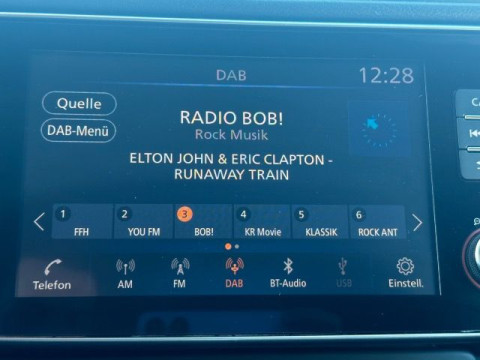 DAB 12:28
Quelle
DAB-Menü
RADIO BOB!
Rock Musik
ELTON JOHN & ERIC CLAPTON -
RUNAWAY TRAIN
1 2 3 4 5 6
FFH YOU FM BOB! KR Movie KLASSIK ROCK ANT
Telefon AM FM DAB BT-Audio USB Einstell.